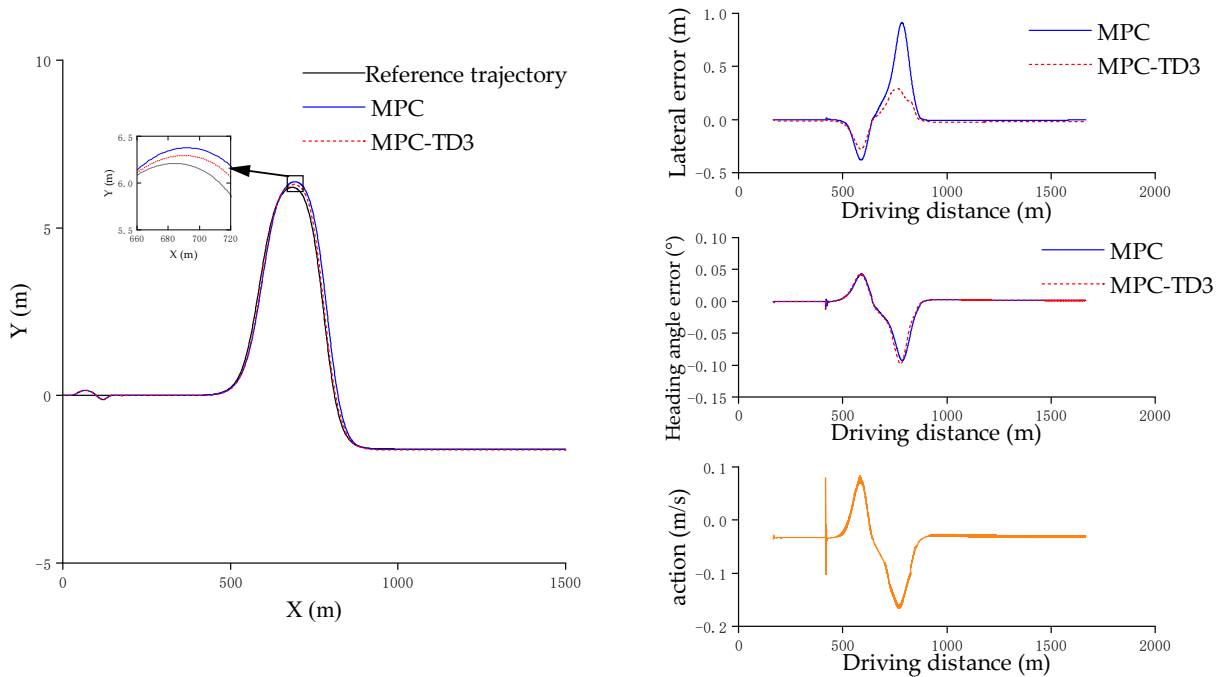 10
5
0
-5
Y (m)
0
500
1000
1500
X (m)
Reference trajectory
MPC
MPC-TD3
6.5
6.0
5.5
Y (m)
660
680
700
720
X (m)
1.0
0.5
0.0
-0.5
Lateral error (m)
MPC
MPC-TD3
0
500
1000
1500
2000
Driving distance (m)
0.10
0.05
0.00
-0.05
-0.10
-0.15
Heading angle error (°)
MPC
MPC-TD3
0
500
1000
1500
2000
Driving distance (m)
0.1
0.0
-0.1
-0.2
action (m/s)
0
500
1000
1500
2000
Driving distance (m)